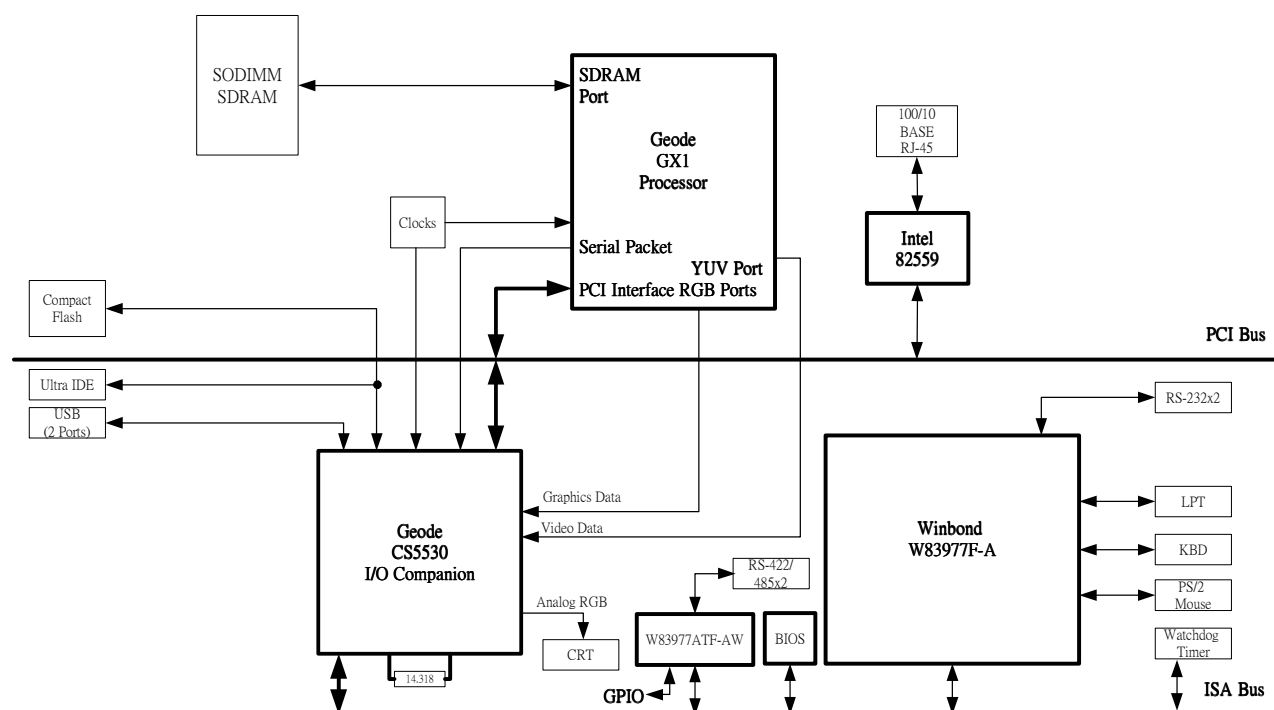 SODIMM
SDRAM
SDRAM
Port
Geode
GX1
Processor
100/10
BASE
RJ-45
Clocks
Serial Packet
YUV Port
PCI Interface RGB Ports
Intel
82559
Compact
Flash
PCI Bus
Ultra IDE
USB
(2 Ports)
RS-232x2
Graphics Data
Video Data
Geode
CS5530
I/O Companion
Winbond
W83977F-A
LPT
KBD
PS/2
Mouse
RS-422/
485x2
Analog RGB
CRT
W83977ATF-AW
BIOS
Watchdog
Timer
14.318
GPIO
ISA Bus